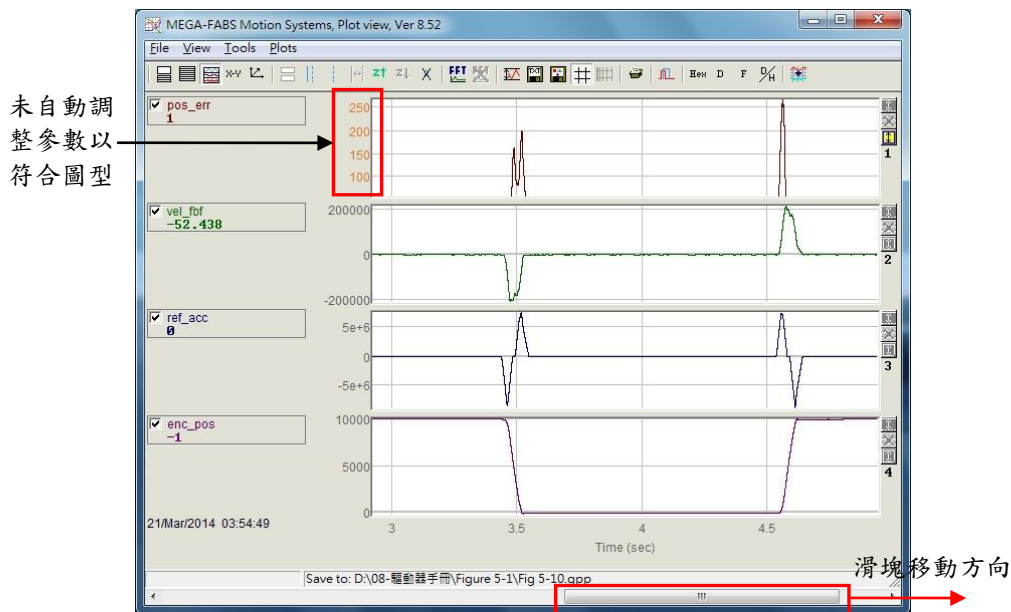 MEGA-FABS Motion Systems, Plot view, Ver 8.52
File View Tools Plots
X-Y FFT TXT Hex D F D/H
未自動調
整參數以
符合圖型
pos_err
1
250
200
150
100
1
vel_fbf
-52.438
200000
0
-200000
2
ref_acc
0
5e+6
0
-5e+6
3
enc_pos
-1
10000
5000
0
4
21/Mar/2014 03:54:49
3 3.5 4 4.5
Time (sec)
Save to: D:\08-驅動器手冊\Figure 5-1\Fig 5-10.gpp
滑塊移動方向